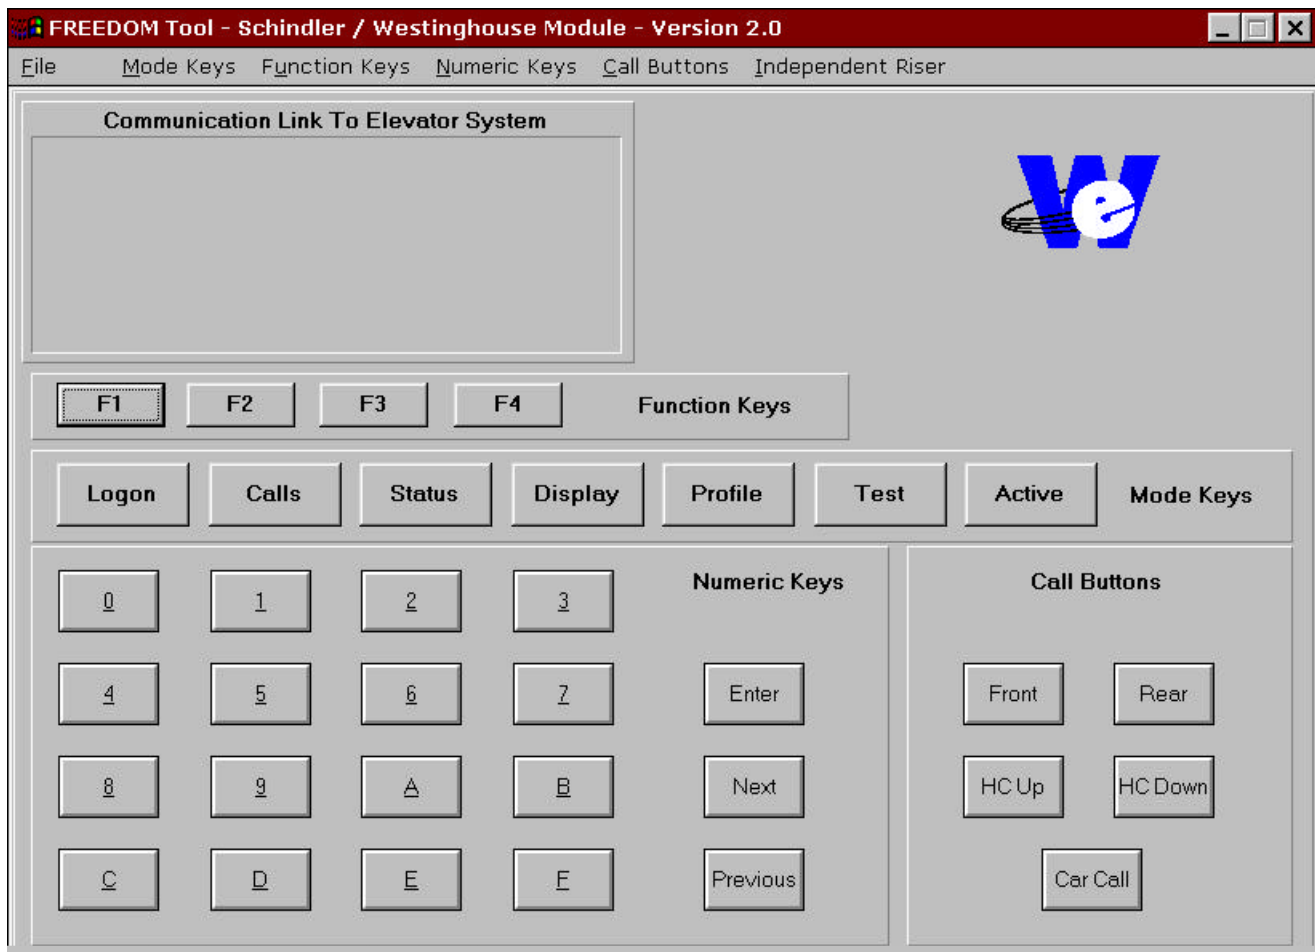 FREEDOM Tool - Schindler / Westinghouse Module - Version 2.0
File Mode Keys Function Keys Numeric Keys Call Buttons Independent Riser
Communication Link To Elevator System
We
F1 F2 F3 F4 Function Keys
Logon Calls Status Display Profile Test Active Mode Keys
Numeric Keys
0 1 2 3
4 5 6 7 Enter
8 9 A B Next
C D E F Previous
Call Buttons
Front Rear
HC Up HC Down
Car Call